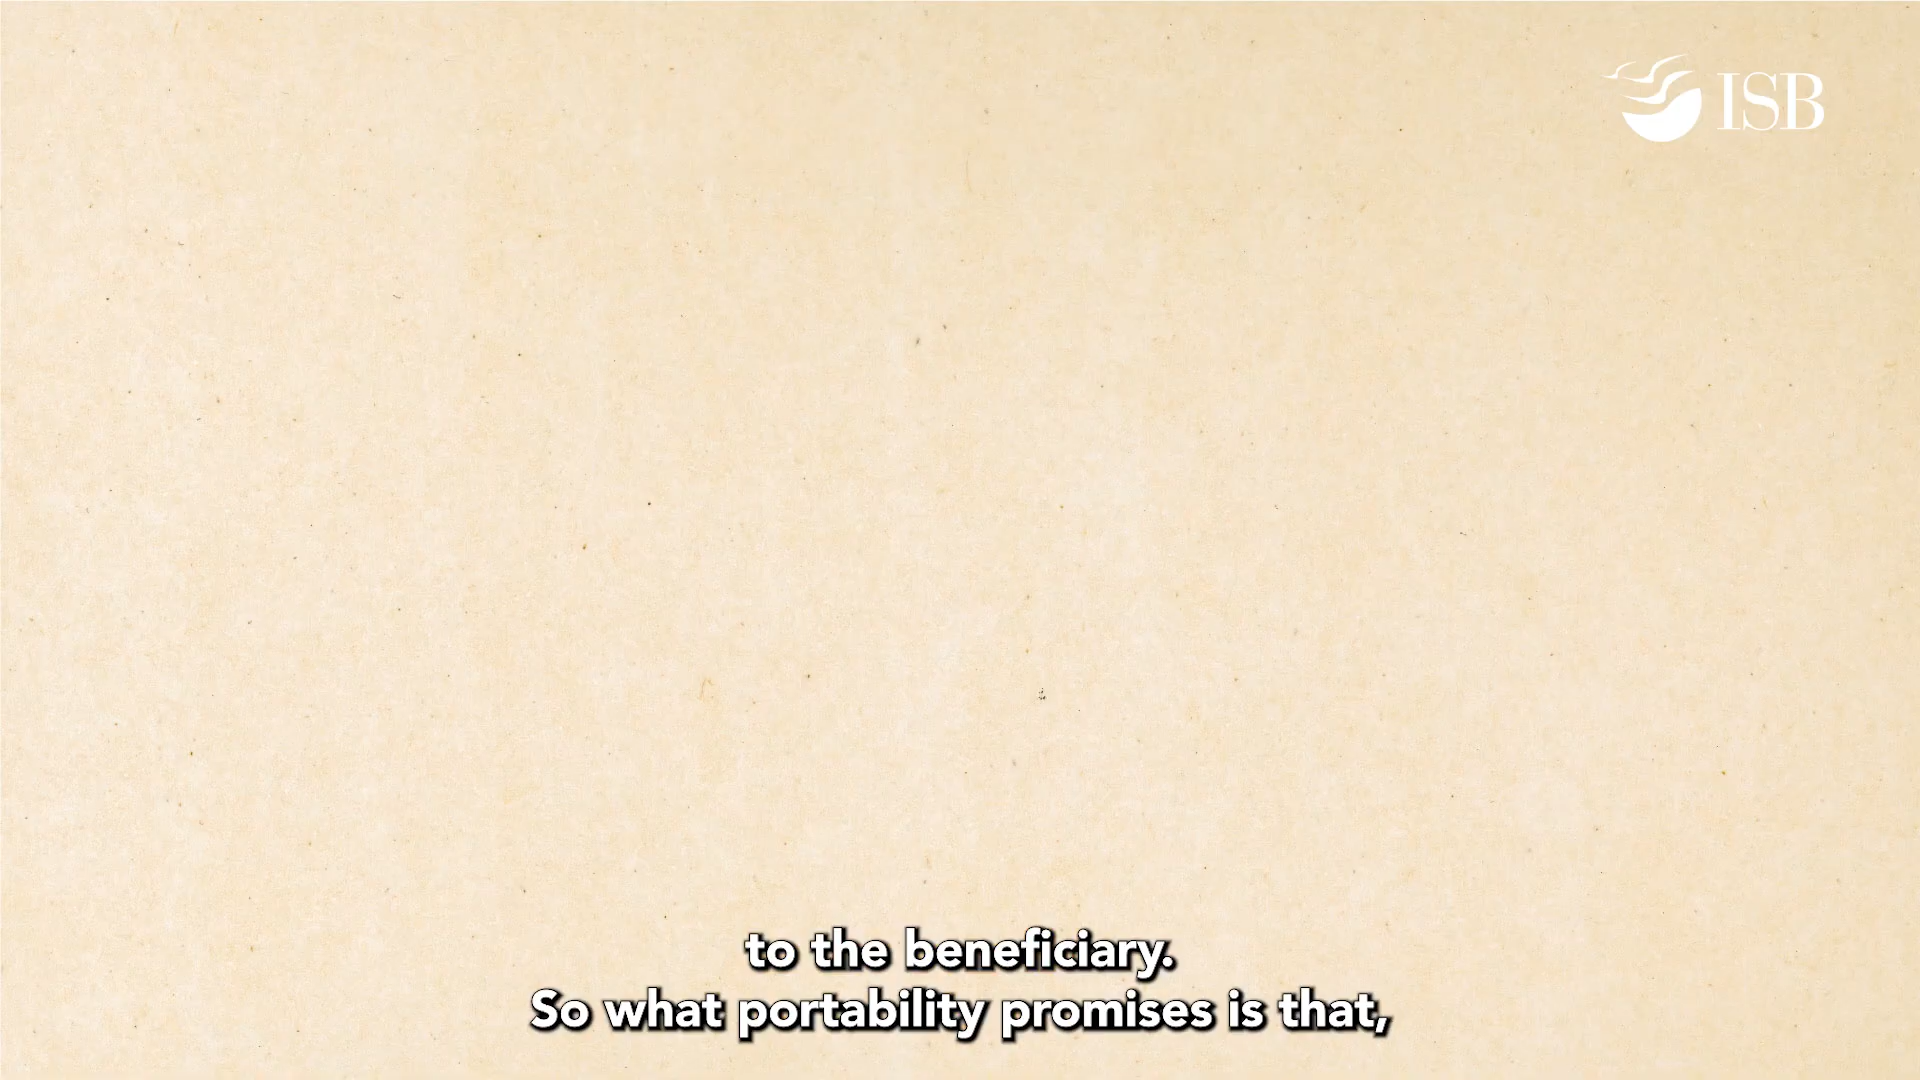 ISB
to the beneficiary.
So what portability promises is that,